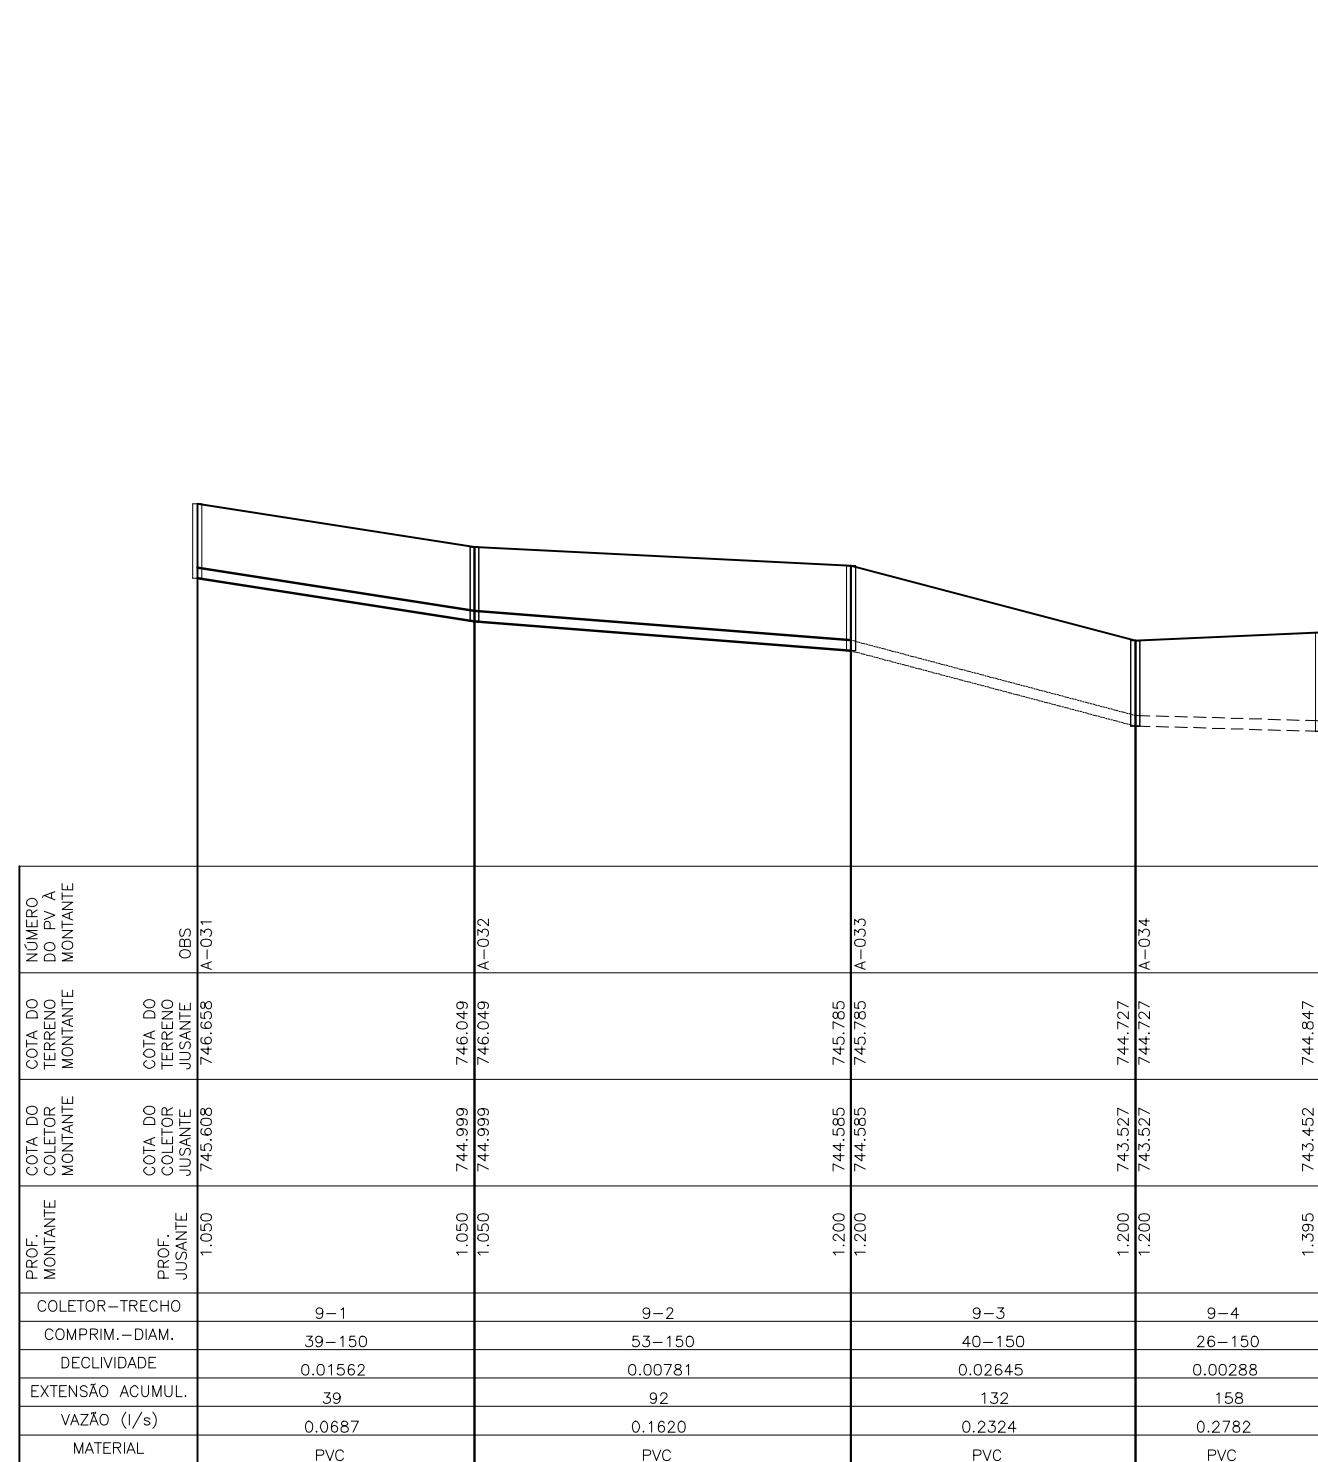 NÚMERO
DO PV À
MONTANTE
OBS
A-031
A-032
A-033
A-034
COTA DO
TERRENO
MONTANTE
COTA DO
TERRENO
JUSANTE
746.658
746.049
746.049
745.785
745.785
744.727
744.727
744.847
COTA DO
COLETOR
MONTANTE
COTA DO
COLETOR
JUSANTE
745.608
744.999
744.999
744.585
744.585
743.527
743.527
743.452
PROF.
MONTANTE
PROF.
JUSANTE
1.050
1.050
1.050
1.200
1.200
1.200
1.200
1.395
COLETOR-TRECHO 9-1 9-2 9-3 9-4
COMPRIM.-DIAM. 39-150 53-150 40-150 26-150
DECLIVIDADE 0.01562 0.00781 0.02645 0.00288
EXTENSÃO ACUMUL. 39 92 132 158
VAZÃO (l/s) 0.0687 0.1620 0.2324 0.2782
MATERIAL PVC PVC PVC PVC